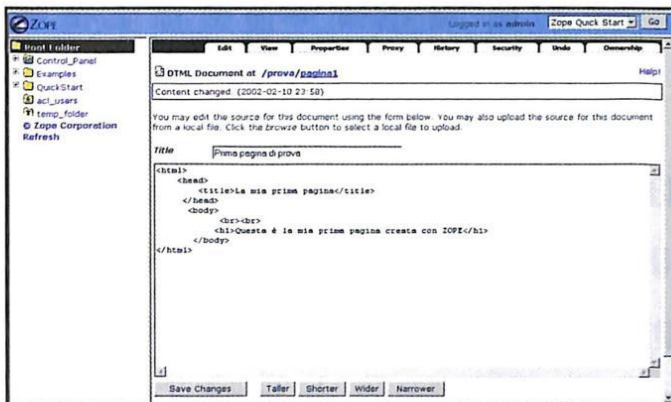 ZOPE
Logged in as admin
Zope Quick Start
Go
Root Folder
Control_Panel
Examples
QuickStart
acl_users
temp_folder
© Zope Corporation
Refresh
Edit View Properties Proxy History Security Undo Ownership
DTML Document at /prova/pagina1
Help!
Content changed. (2002-02-10 23:58)
You may edit the source for this document using the form below. You may also upload the source for this document
from a local file. Click the browse button to select a local file to upload.
Title
Prima pagina di prova
<html>
<head>
<title>La mia prima pagina</title>
</head>
<body>
<br><br>
<h1>Questa è la mia prima pagina creata con ZOPE</h1>
</body>
</html>
Save Changes Taller Shorter Wider Narrower